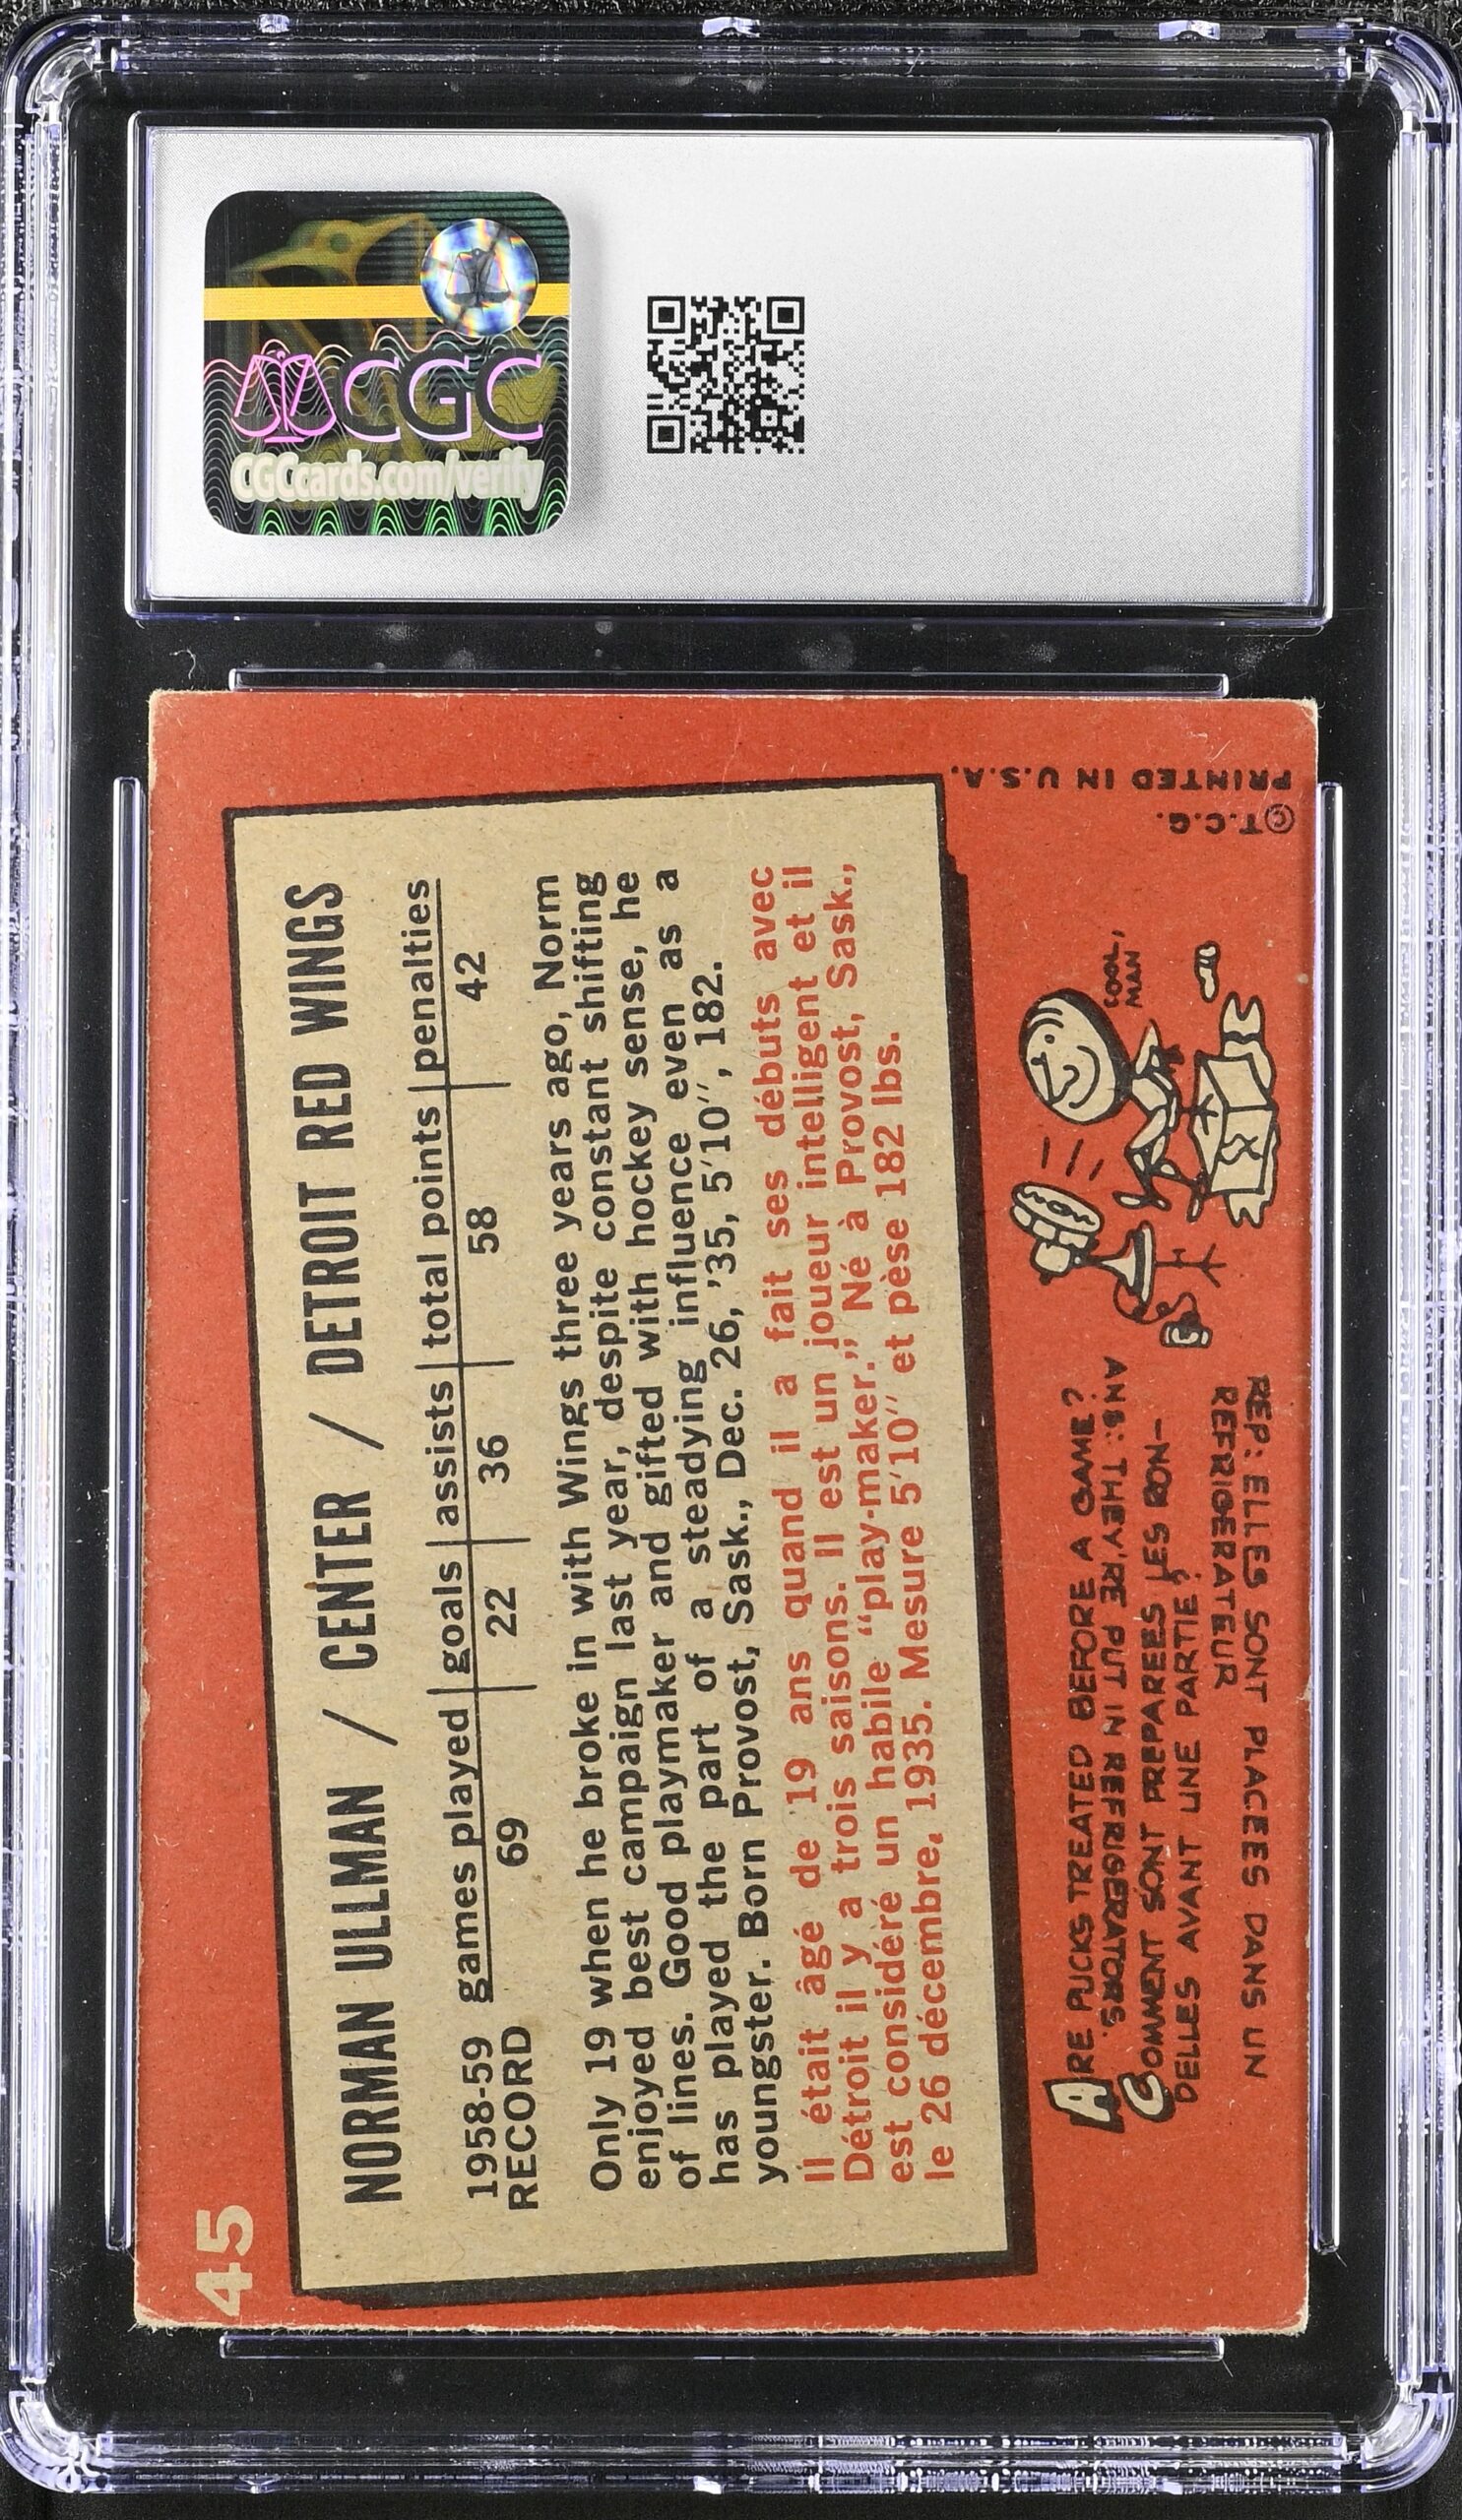 CGC
CGCcards.com/verify
45
NORMAN ULLMAN / CENTER / DETROIT RED WINGS
1958-59 RECORD games played goals assists total points penalties
69 22 36 58 42
Only 19 when he broke in with Wings three years ago, Norm
enjoyed best campaign last year, despite constant shifting
of lines. Good playmaker and gifted with hockey sense, he
has played the part of a steadying influence even as a
youngster. Born Provost, Sask., Dec. 26, '35, 5'10", 182.
Il était âgé de 19 ans quand il a fait ses débuts avec
Détroit il y a trois saisons. Il est un joueur intelligent et il
est considéré un habile "play-maker.,, Né à Provost, Sask.,
le 26 décembre, 1935. Mesure 5'10" et pèse 182 lbs.
ARE PUCKS TREATED BEFORE A GAME?
ANS: THEY'RE PUT IN REFRIGERATORS.
COMMENT SONT PREPAREES LES RON-
DELLES AVANT UNE PARTIE?
REP: ELLES SONT PLACEES DANS UN
REFRIGERATEUR
COOL,
MAN
©T.C.G.
PRINTED IN U.S.A.